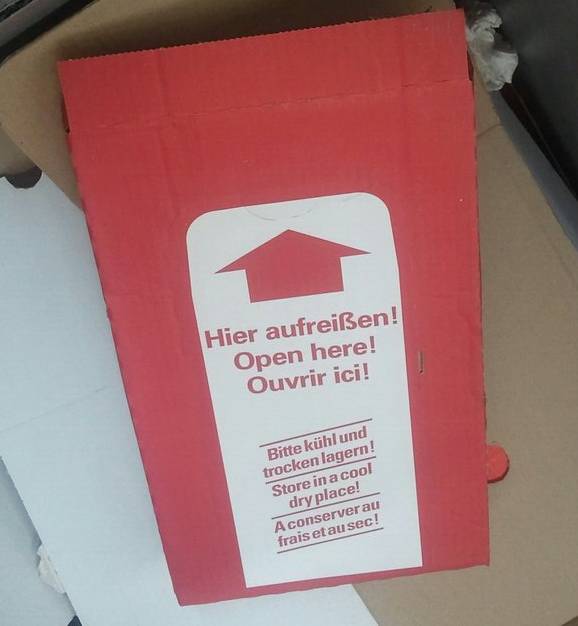 Hier aufreißen!
Open here!
Ouvrir ici!
Bitte kühl und
trocken lagern!
Store in a cool
dry place!
A conserver au
frais et au sec!